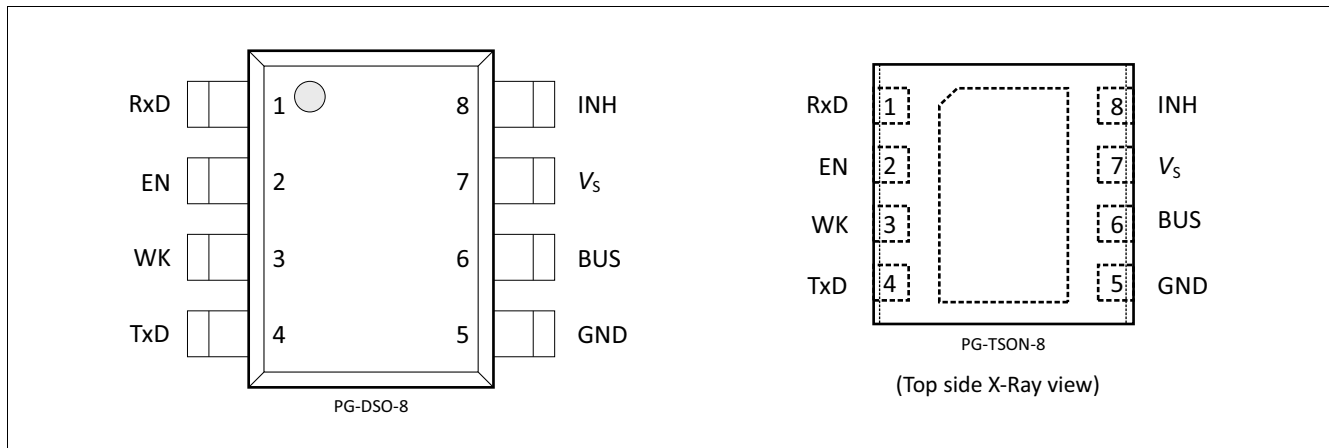 RxD 1 8 INH
EN 2 7 VS
WK 3 6 BUS
TxD 4 5 GND
PG-DSO-8
RxD 1 8 INH
EN 2 7 VS
WK 3 6 BUS
TxD 4 5 GND
PG-TSON-8
(Top side X-Ray view)